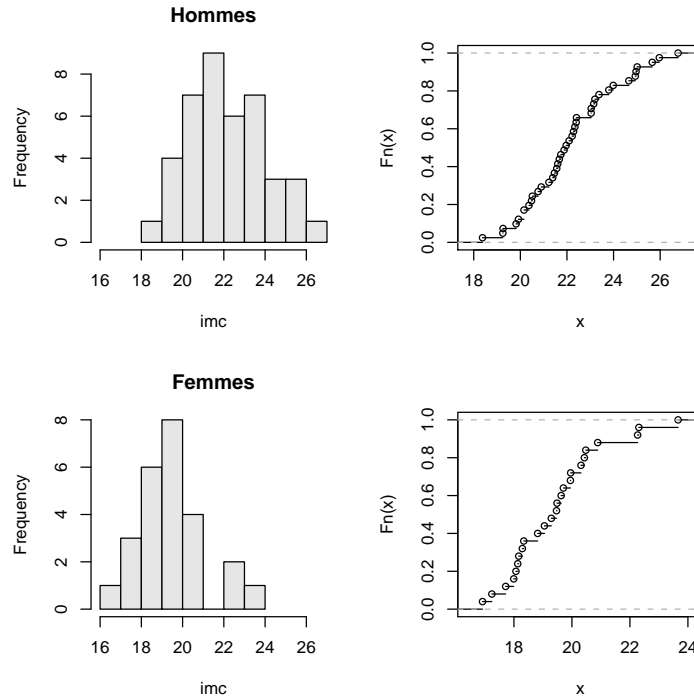 Hommes
Frequency
0 2 4 6 8
16 18 20 22 24 26
imc
Fn(x)
0.0 0.2 0.4 0.6 0.8 1.0
18 20 22 24 26
x
Femmes
Frequency
0 2 4 6 8
16 18 20 22 24 26
imc
Fn(x)
0.0 0.2 0.4 0.6 0.8 1.0
18 20 22 24
x